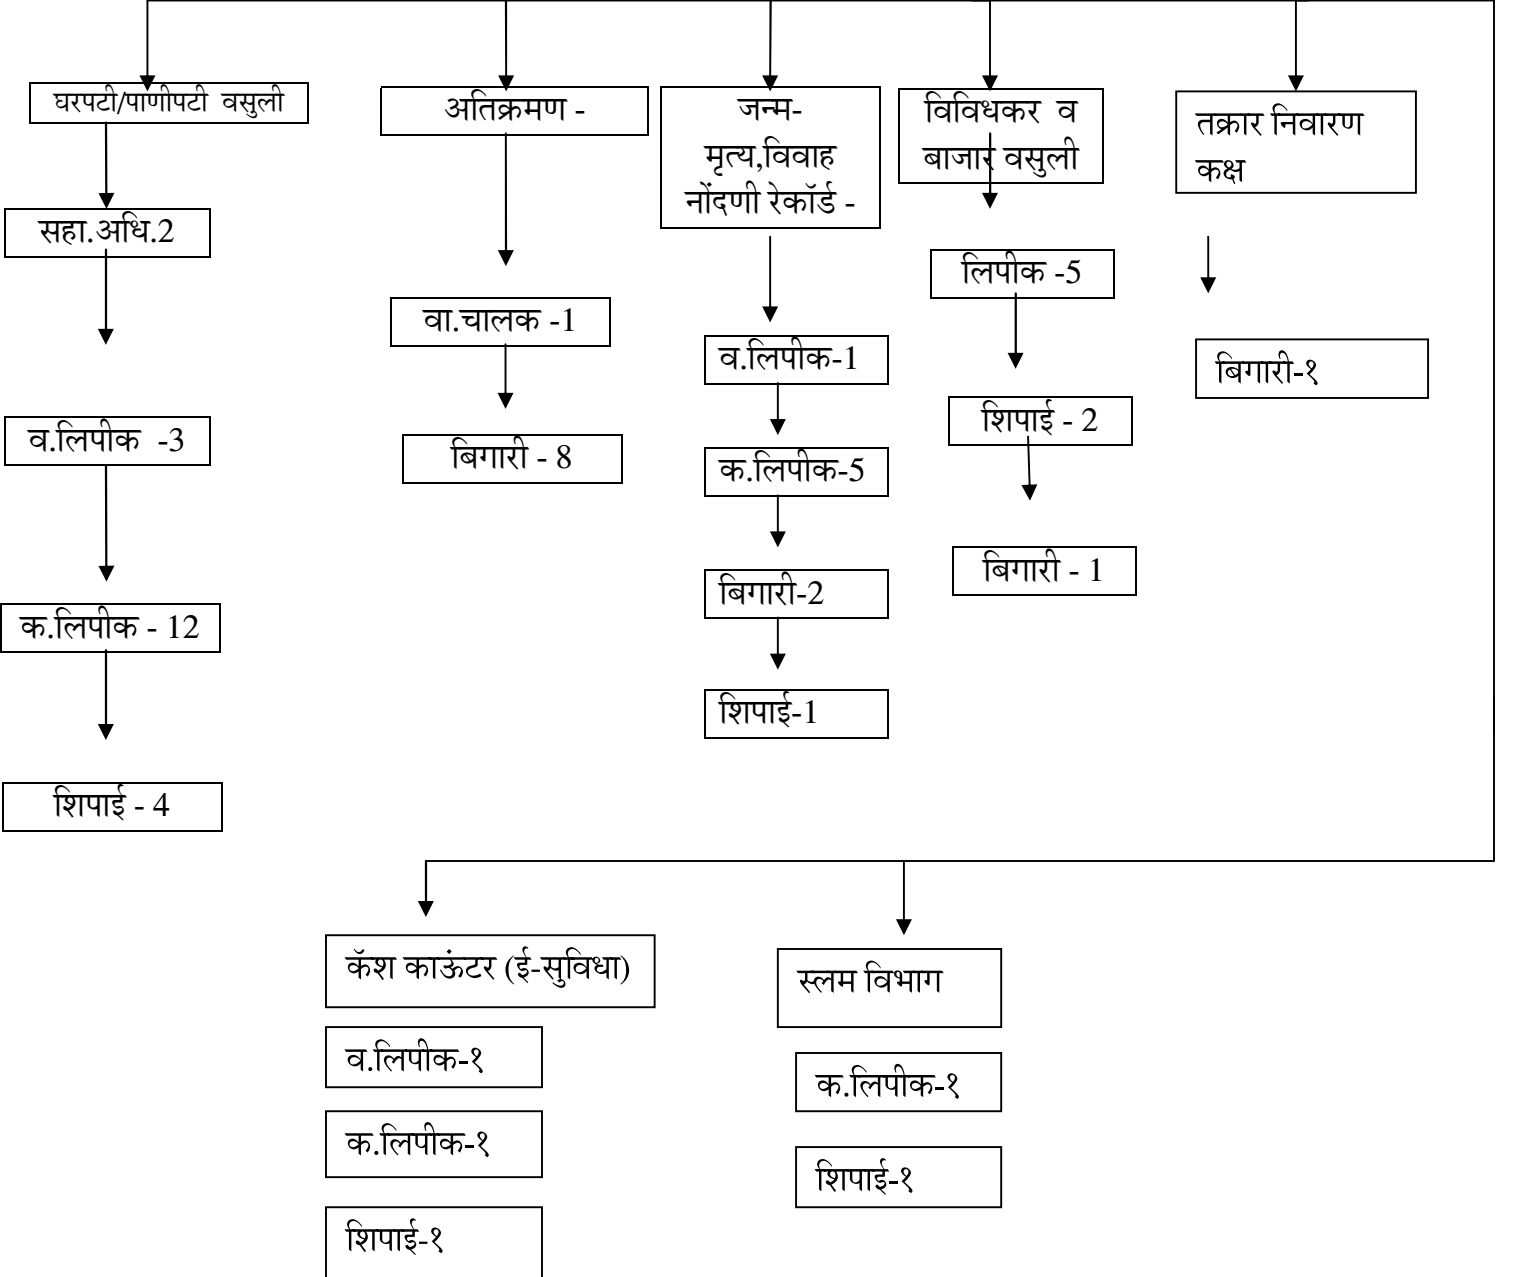 घरपटी/पाणीपटी वसुली
सहा.अधि.2
व.लिपीक -3
क.लिपीक - 12
शिपाई - 4
अतिक्रमण -
वा.चालक -1
बिगारी - 8
जन्म-
मृत्य,विवाह
नोंदणी रेकॉर्ड -
व.लिपीक-1
क.लिपीक-5
बिगारी-2
शिपाई-1
विविधकर व
बाजार वसुली
लिपीक -5
शिपाई - 2
बिगारी - 1
तक्रार निवारण
कक्ष
बिगारी-१
कॅश काऊंटर (ई-सुविधा)
व.लिपीक-१
क.लिपीक-१
शिपाई-१
स्लम विभाग
क.लिपीक-१
शिपाई-१